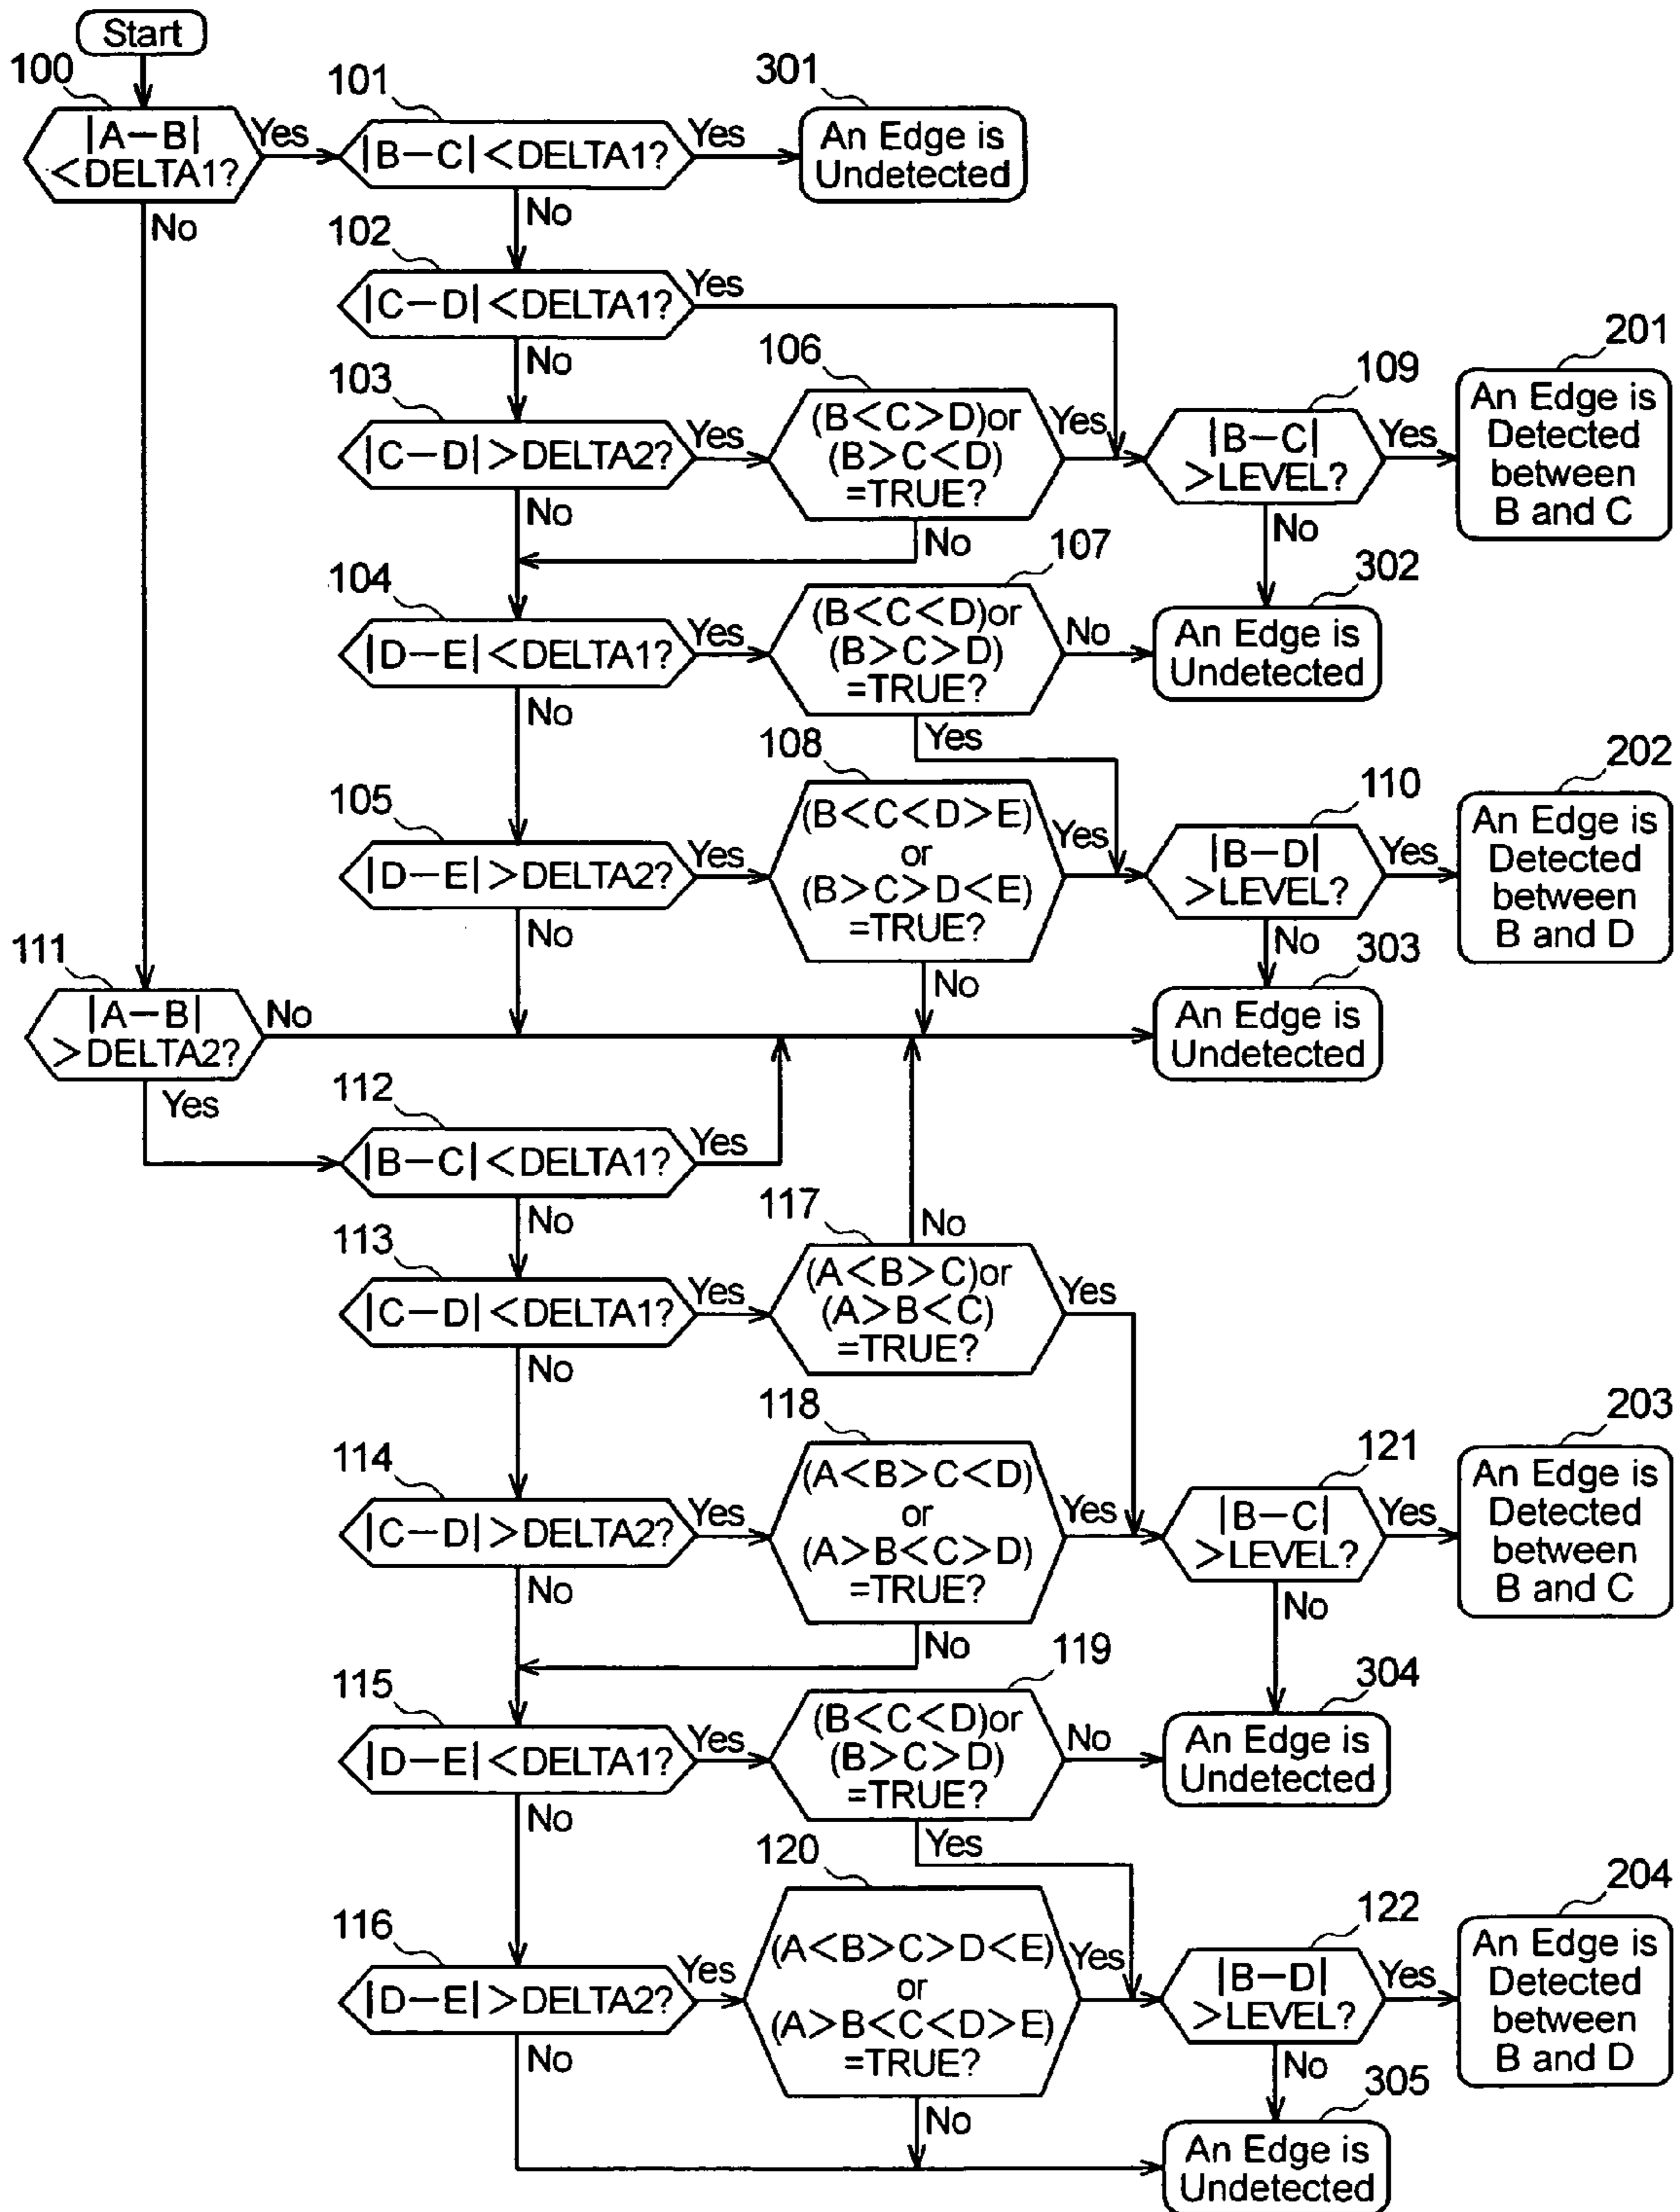 Start
100
|A-B|
<DELTA1?
Yes
No
101
|B-C|<DELTA1?
Yes
No
301
An Edge is
Undetected
102
|C-D|<DELTA1?
Yes
No
103
|C-D|>DELTA2?
Yes
No
106
(B<C>D)or
(B>C<D)
=TRUE?
Yes
No
109
|B-C|
>LEVEL?
Yes
No
201
An Edge is
Detected
between
B and C
104
|D-E|<DELTA1?
Yes
No
107
(B<C<D)or
(B>C>D)
=TRUE?
No
Yes
302
An Edge is
Undetected
105
|D-E|>DELTA2?
Yes
No
108
(B<C<D>E)
or
(B>C>D<E)
=TRUE?
Yes
No
110
|B-D|
>LEVEL?
Yes
No
202
An Edge is
Detected
between
B and D
111
|A-B|
>DELTA2?
No
Yes
303
An Edge is
Undetected
112
|B-C|<DELTA1?
Yes
No
113
|C-D|<DELTA1?
Yes
No
117
(A<B>C)or
(A>B<C)
=TRUE?
No
Yes
114
|C-D|>DELTA2?
Yes
No
118
(A<B>C<D)
or
(A>B<C>D)
=TRUE?
Yes
No
121
|B-C|
>LEVEL?
Yes
No
203
An Edge is
Detected
between
B and C
115
|D-E|<DELTA1?
Yes
No
119
(B<C<D)or
(B>C>D)
=TRUE?
No
Yes
304
An Edge is
Undetected
116
|D-E|>DELTA2?
Yes
No
120
(A<B>C>D<E)
or
(A>B<C<D>E)
=TRUE?
Yes
No
122
|B-D|
>LEVEL?
Yes
No
204
An Edge is
Detected
between
B and D
305
An Edge is
Undetected